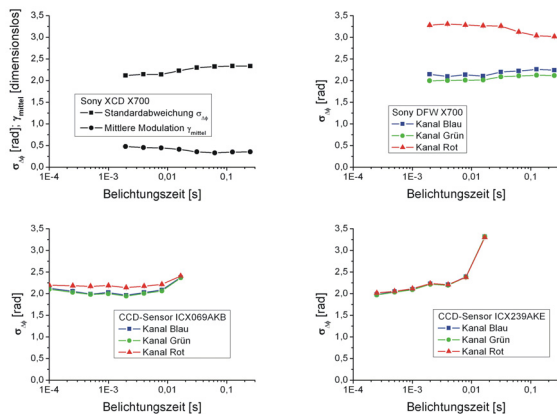 σΔϕ [rad]; γmittel [dimensionslos]
3,5
3,0
2,5
2,0
1,5
1,0
0,5
0,0
Sony XCD X700
Standardabweichung σΔϕ
Mittlere Modulation γmittel
1E-4 1E-3 0,01 0,1
Belichtungszeit [s]
σΔϕ [rad]
3,5
3,0
2,5
2,0
1,5
1,0
0,5
0,0
Sony DFW X700
Kanal Blau
Kanal Grün
Kanal Rot
1E-4 1E-3 0,01 0,1
Belichtungszeit [s]
σΔϕ [rad]
3,5
3,0
2,5
2,0
1,5
1,0
0,5
0,0
CCD-Sensor ICX069AKB
Kanal Blau
Kanal Grün
Kanal Rot
1E-4 1E-3 0,01 0,1
Belichtungszeit [s]
σΔϕ [rad]
3,5
3,0
2,5
2,0
1,5
1,0
0,5
0,0
CCD-Sensor ICX239AKE
Kanal Blau
Kanal Grün
Kanal Rot
1E-4 1E-3 0,01 0,1
Belichtungszeit [s]